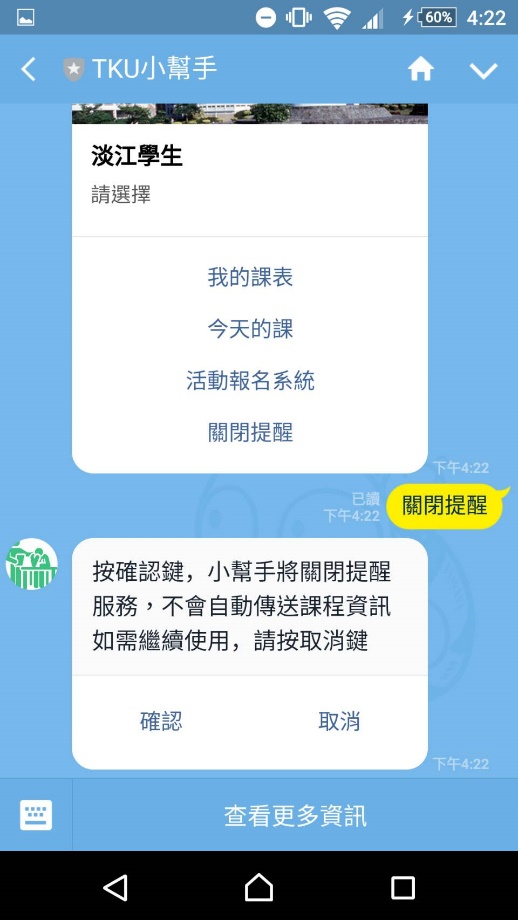 60%
4:22
TKU小幫手
淡江學生
請選擇
我的課表
今天的課
活動報名系統
關閉提醒
下午4:22
已讀
下午4:22
關閉提醒
按確認鍵，小幫手將關閉提醒
服務，不會自動傳送課程資訊
如需繼續使用，請按取消鍵
確認
取消
下午4:22
查看更多資訊